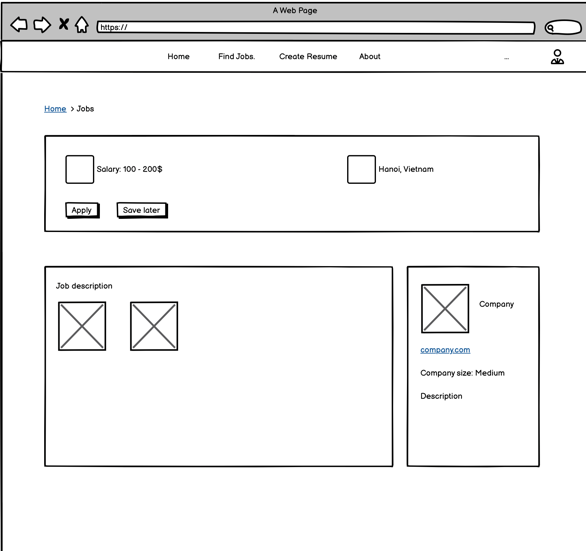 A Web Page
https://
Home Find Jobs. Create Resume About ...
Home > Jobs
Salary: 100 - 200$ Hanoi, Vietnam
Apply Save later
Job description
Company
company.com
Company size: Medium
Description